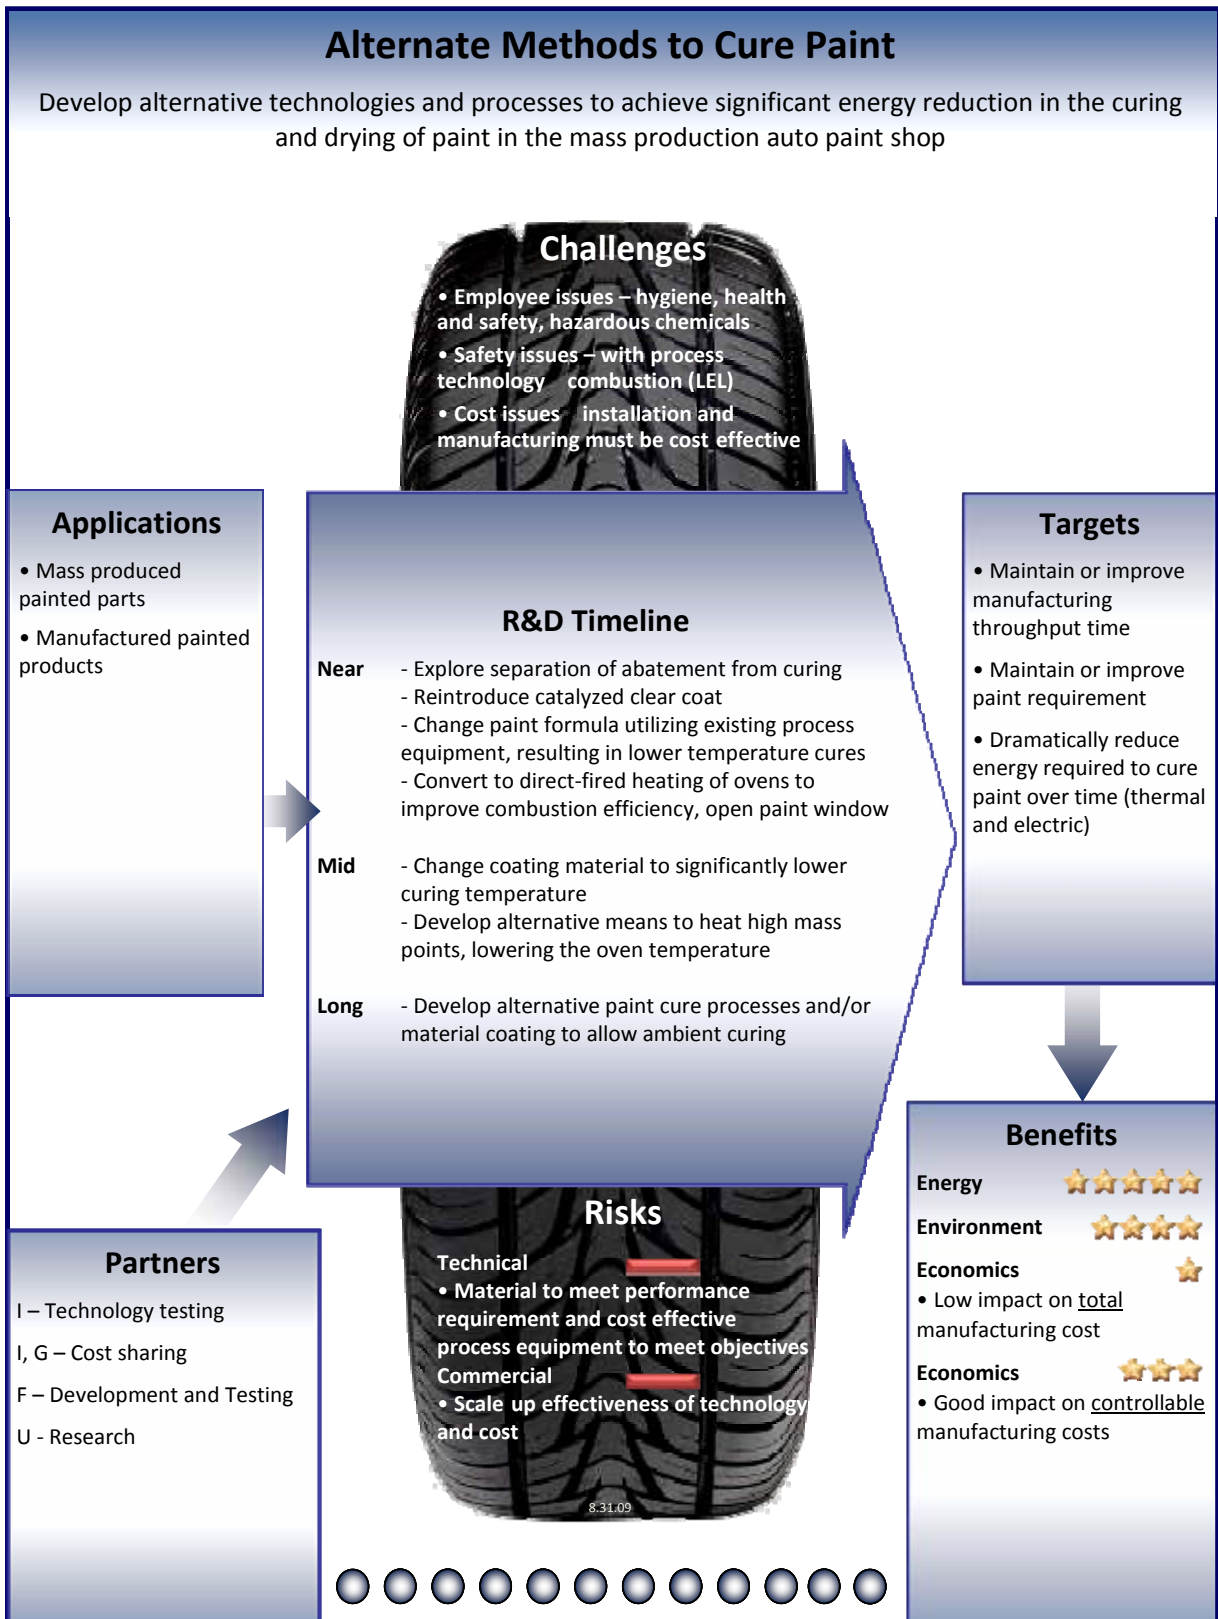 Alternate Methods to Cure Paint
Develop alternative technologies and processes to achieve significant energy reduction in the curing
and drying of paint in the mass production auto paint shop
Challenges
• Employee issues – hygiene, health
and safety, hazardous chemicals
• Safety issues – with process
technology combustion (LEL)
• Cost issues installation and
manufacturing must be cost effective
Applications
• Mass produced
painted parts
• Manufactured painted
products
R&D Timeline
Near - Explore separation of abatement from curing
- Reintroduce catalyzed clear coat
- Change paint formula utilizing existing process
equipment, resulting in lower temperature cures
- Convert to direct-fired heating of ovens to
improve combustion efficiency, open paint window
Mid - Change coating material to significantly lower
curing temperature
- Develop alternative means to heat high mass
points, lowering the oven temperature
Long - Develop alternative paint cure processes and/or
material coating to allow ambient curing
Targets
• Maintain or improve
manufacturing
throughput time
• Maintain or improve
paint requirement
• Dramatically reduce
energy required to cure
paint over time (thermal
and electric)
Partners
I – Technology testing
I, G – Cost sharing
F – Development and Testing
U - Research
Risks
Technical
• Material to meet performance
requirement and cost effective
process equipment to meet objectives
Commercial
• Scale up effectiveness of technology
and cost
8.31.09
Benefits
Energy
Environment
Economics
• Low impact on total
manufacturing cost
Economics
• Good impact on controllable
manufacturing costs